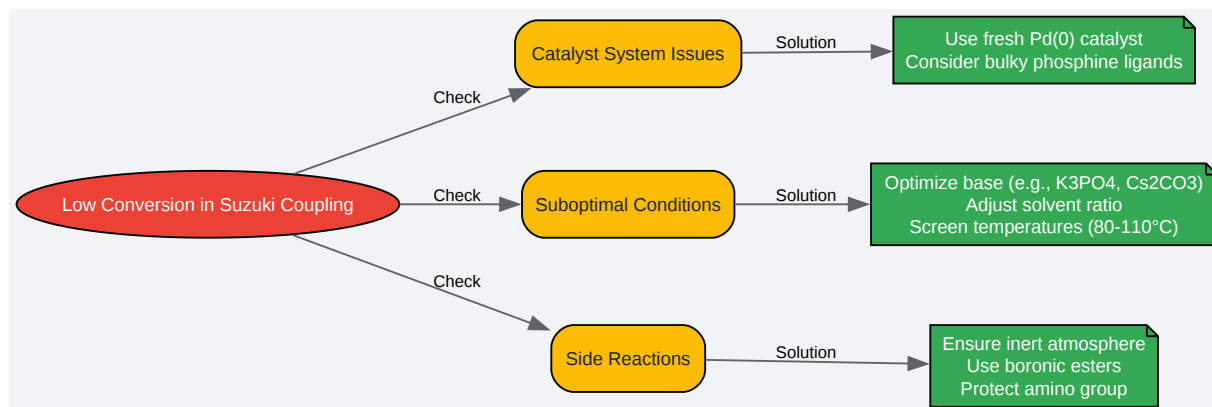 Low Conversion in Suzuki Coupling
Check
Catalyst System Issues
Solution
Use fresh Pd(0) catalyst
Consider bulky phosphine ligands
Check
Suboptimal Conditions
Solution
Optimize base (e.g., K3PO4, Cs2CO3)
Adjust solvent ratio
Screen temperatures (80-110°C)
Check
Side Reactions
Solution
Ensure inert atmosphere
Use boronic esters
Protect amino group